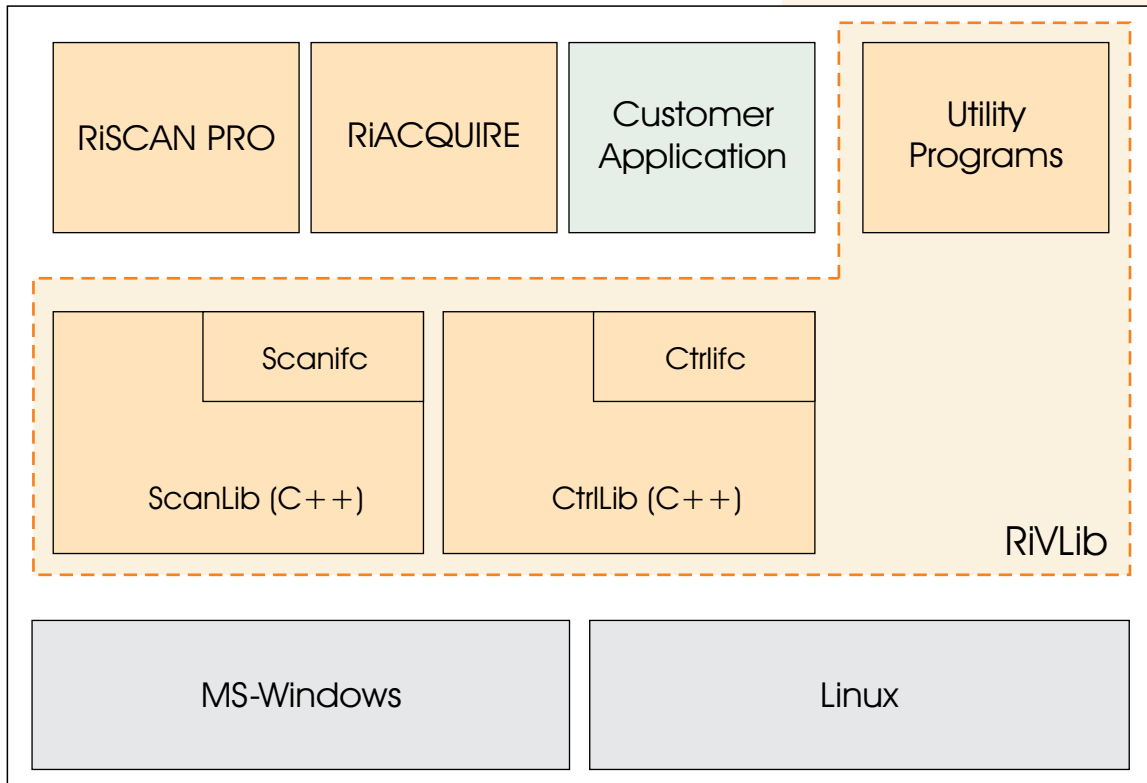 RiSCAN PRO
RiACQUIRE
Customer
Application
Utility
Programs
Scanifc
Ctrlifc
ScanLib (C++)
CtrlLib (C++)
RiVLib
MS-Windows
Linux